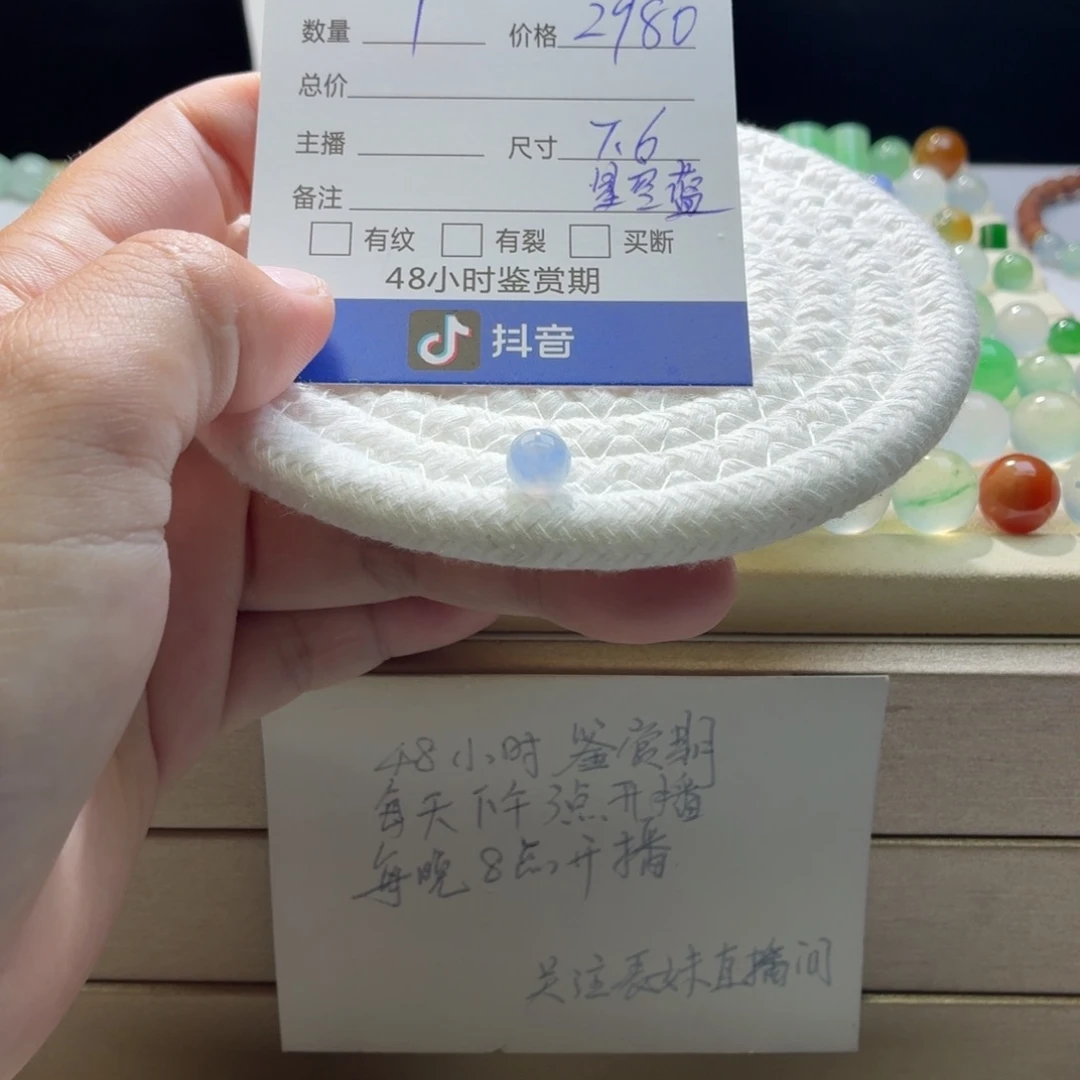 数量 1 价格 2980
总价
主播 尺寸 7.6
备注 星空蓝
有纹 有裂 买断
48小时鉴赏期
抖音
48小时鉴赏期
每天下午3点开播
每晚8点开播
关注表妹直播间